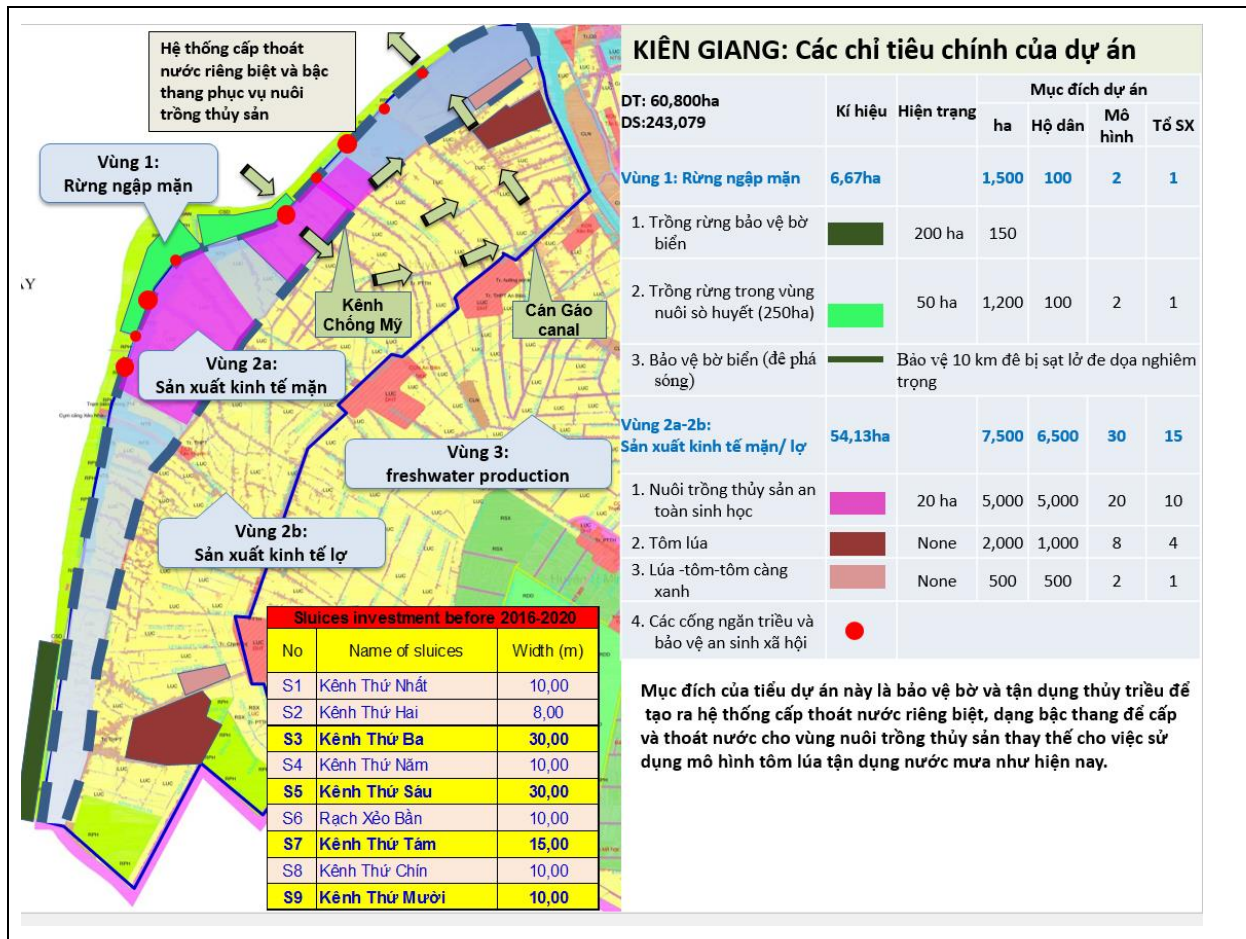 Hệ thống cấp thoát
nước riêng biệt và bậc
thang phục vụ nuôi
trồng thủy sản
Vùng 1:
Rừng ngập mặn
Kênh
Chống Mỹ
Cán Gáo
canal
Vùng 2a:
Sản xuất kinh tế mặn
Vùng 3:
freshwater production
Vùng 2b:
Sản xuất kinh tế lợ
Sluices investment before 2016-2020
No Name of sluices Width (m)
S1 Kênh Thứ Nhất 10,00
S2 Kênh Thứ Hai 8,00
S3 Kênh Thứ Ba 30,00
S4 Kênh Thứ Năm 10,00
S5 Kênh Thứ Sáu 30,00
S6 Rạch Xẻo Bần 10,00
S7 Kênh Thứ Tám 15,00
S8 Kênh Thứ Chín 10,00
S9 Kênh Thứ Mười 10,00
KIÊN GIANG: Các chỉ tiêu chính của dự án
DT: 60,800ha
DS:243,079
Kí hiệu Hiện trạng Mục đích dự án
ha Hộ dân Mô hình Tổ SX
Vùng 1: Rừng ngập mặn 6,67ha 1,500 100 2 1
1. Trồng rừng bảo vệ bờ
biển 200 ha 150
2. Trồng rừng trong vùng
nuôi sò huyết (250ha) 50 ha 1,200 100 2 1
3. Bảo vệ bờ biển (đê phá
sóng) Bảo vệ 10 km đê bị sạt lở đe dọa nghiêm
trọng
Vùng 2a-2b:
Sản xuất kinh tế mặn/ lợ 54,13ha 7,500 6,500 30 15
1. Nuôi trồng thủy sản an
toàn sinh học 20 ha 5,000 5,000 20 10
2. Tôm lúa None 2,000 1,000 8 4
3. Lúa -tôm-tôm càng
xanh None 500 500 2 1
4. Các cống ngăn triều và
bảo vệ an sinh xã hội
Mục đích của tiểu dự án này là bảo vệ bờ và tận dụng thủy triều để
tạo ra hệ thống cấp thoát nước riêng biệt, dạng bậc thang để cấp
và thoát nước cho vùng nuôi trồng thủy sản thay thế cho việc sử
dụng mô hình tôm lúa tận dụng nước mưa như hiện nay.